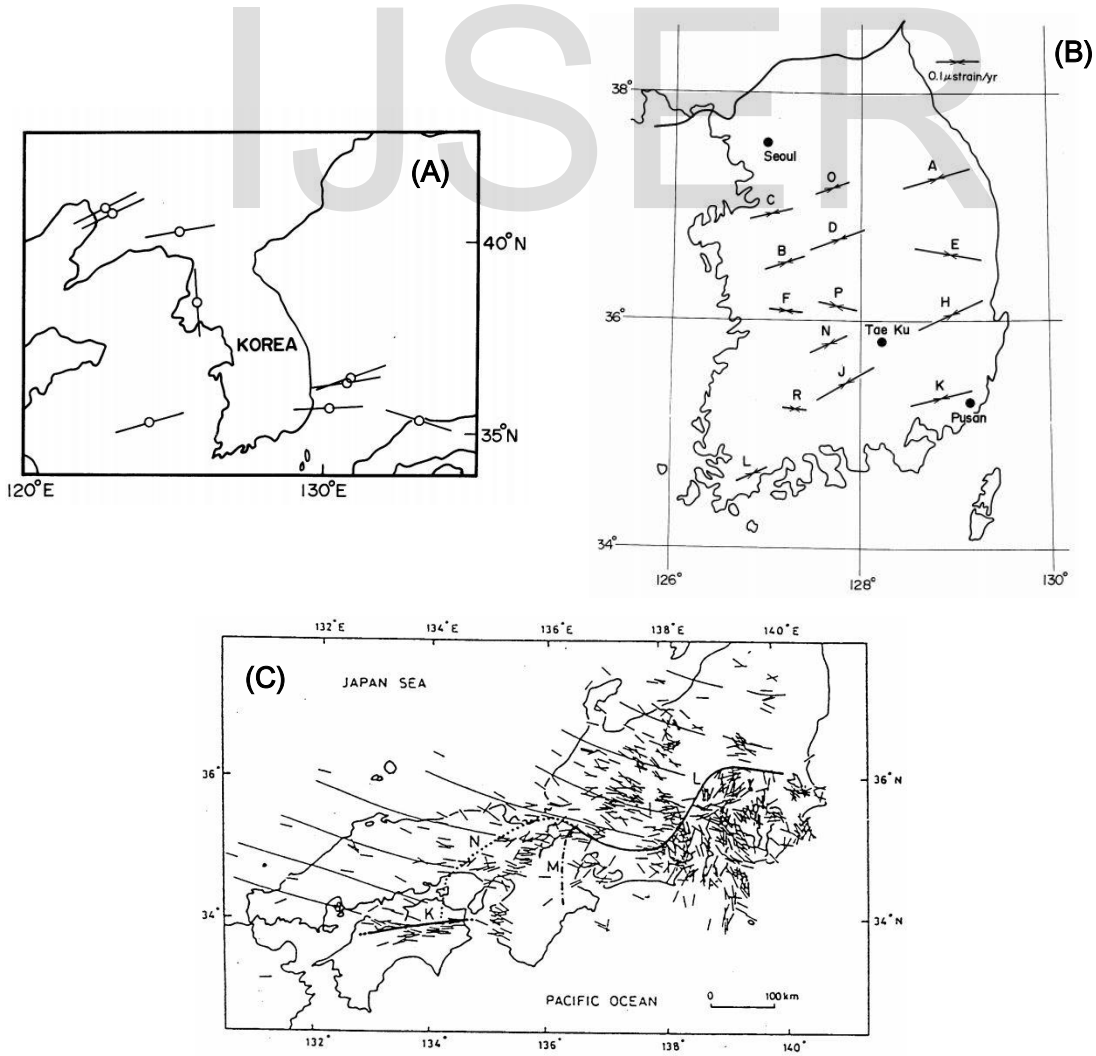 IJSER
(A)
40°N
KOREA
35°N
120°E
130°E
(B)
0.1μstrain/yr
38°
Seoul
O
A
C
D
B
E
F
P
H
36°
N
Tae Ku
J
R
K
Pusan
L
34°
126°
128°
130°
132°E
134°E
136°E
138°E
140°E
(C)
JAPAN SEA
36°
L
36°N
N
M
34°
K
34°N
PACIFIC OCEAN
0
100km
132°
134°
136°
138°
140°